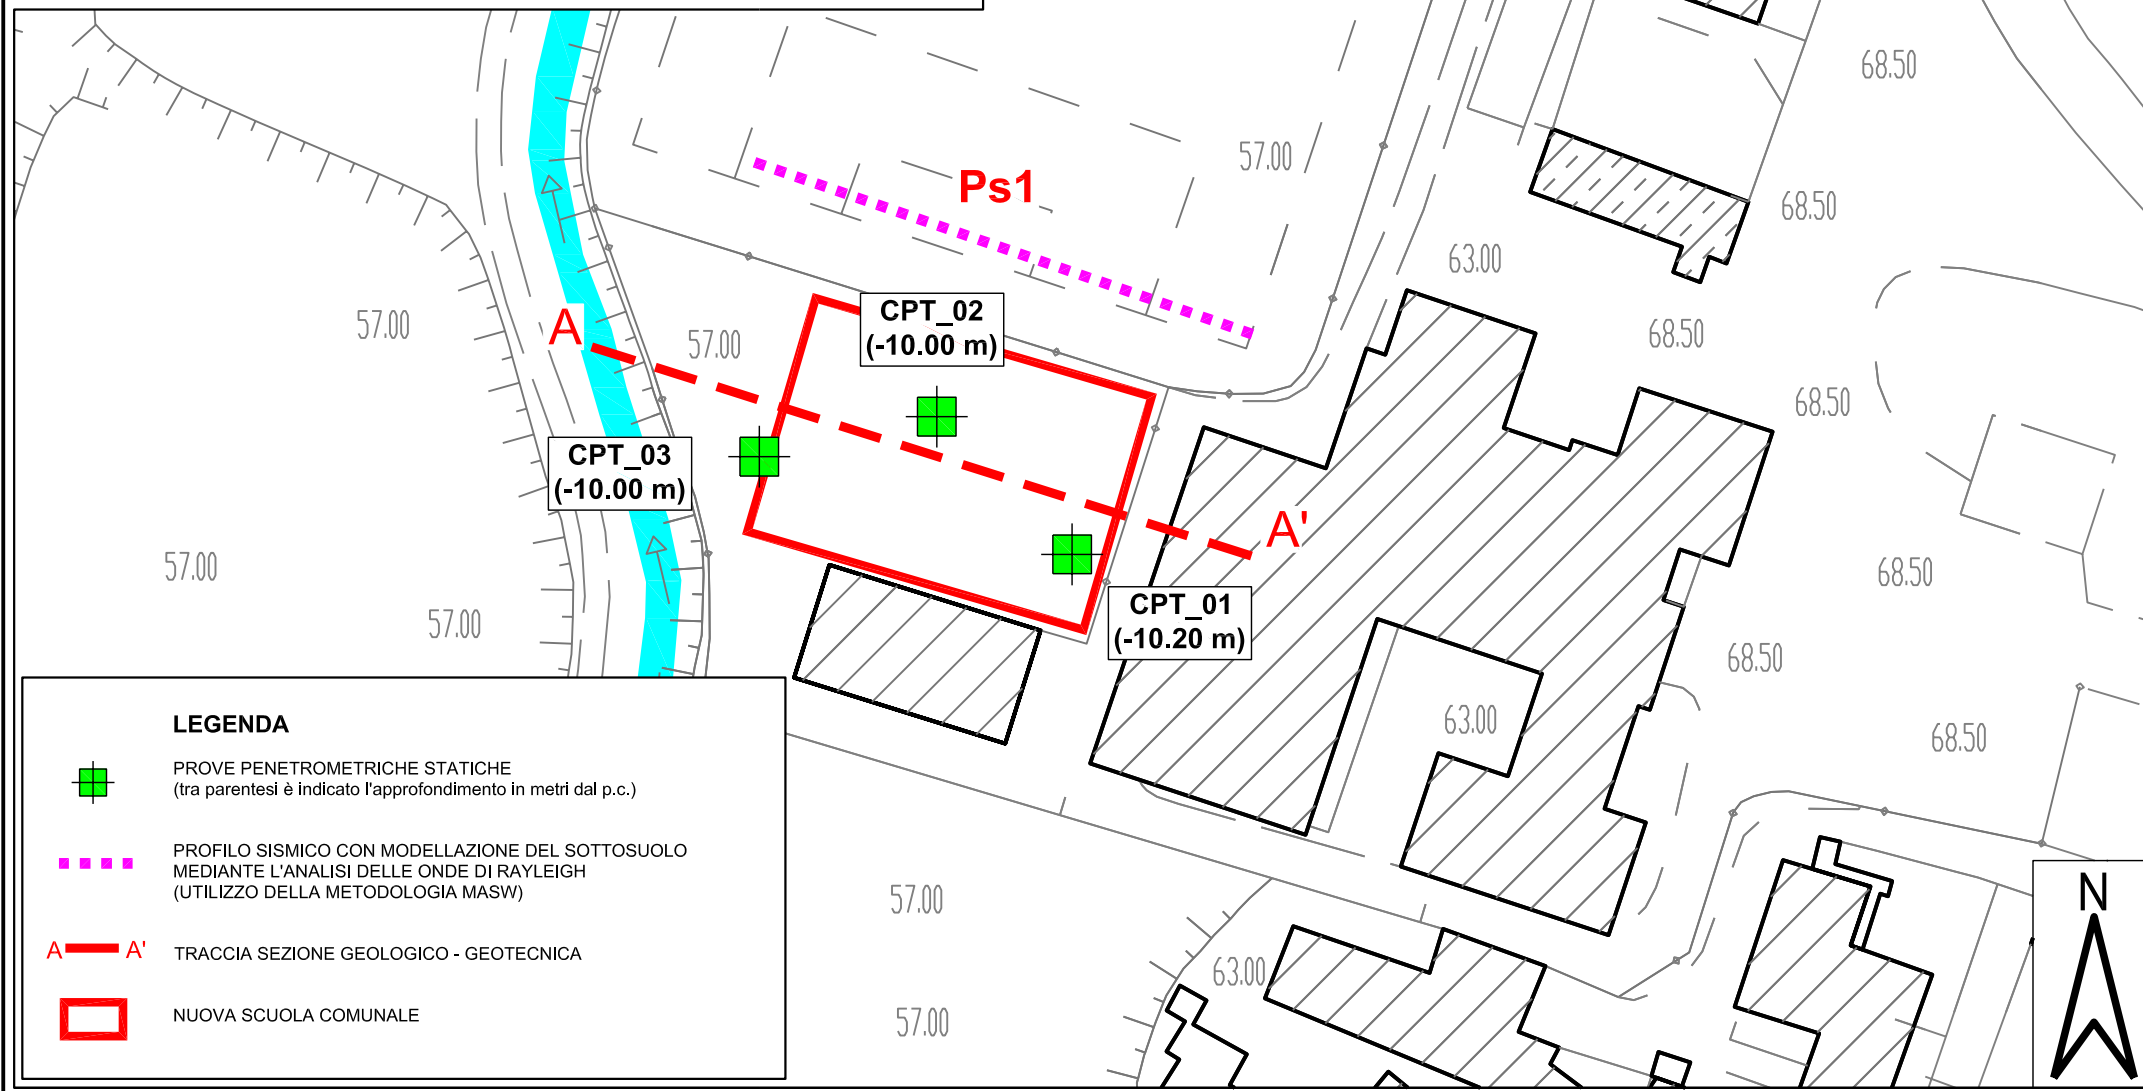 68.50
57.00
Ps1
68.50
63.00
CPT_02
(-10.00 m)
A
57.00
57.00
68.50
68.50
CPT_03
(-10.00 m)
A'
57.00
68.50
CPT_01
(-10.20 m)
57.00
68.50
63.00
68.50
LEGENDA
PROVE PENETROMETRICHE STATICHE
(tra parentesi è indicato l'approfondimento in metri dal p.c.)
PROFILO SISMICO CON MODELLAZIONE DEL SOTTOSUOLO
MEDIANTE L'ANALISI DELLE ONDE DI RAYLEIGH
(UTILIZZO DELLA METODOLOGIA MASW)
A A' TRACCIA SEZIONE GEOLOGICO - GEOTECNICA
NUOVA SCUOLA COMUNALE
57.00
63.00
57.00
N